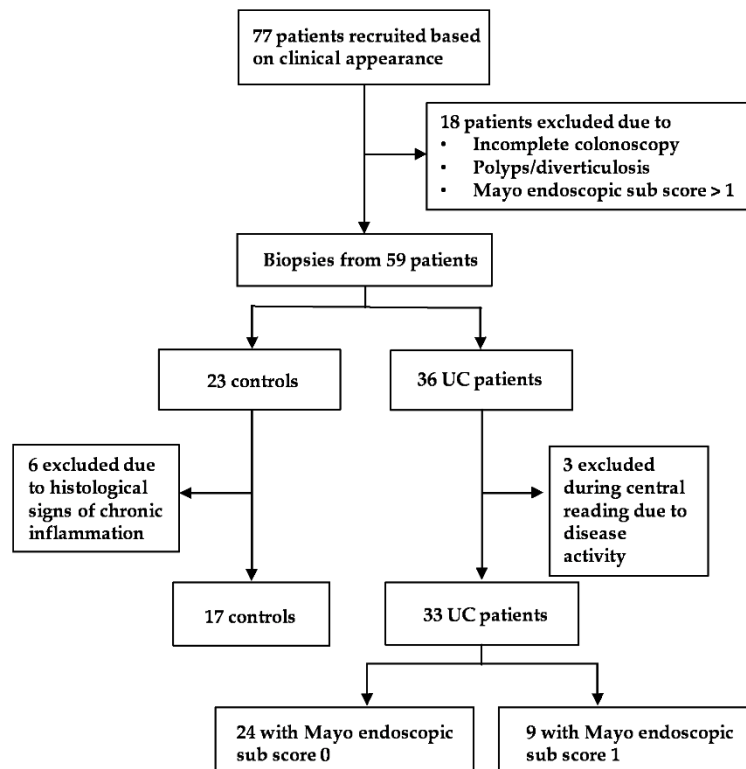 77 patients recruited based
on clinical appearance
18 patients excluded due to
• Incomplete colonoscopy
• Polyps/diverticulosis
• Mayo endoscopic sub score > 1
Biopsies from 59 patients
23 controls
36 UC patients
6 excluded due
to histological
signs of chronic
inflammation
3 excluded
during central
reading due to
disease
activity
17 controls
33 UC patients
24 with Mayo endoscopic
sub score 0
9 with Mayo endoscopic
sub score 1